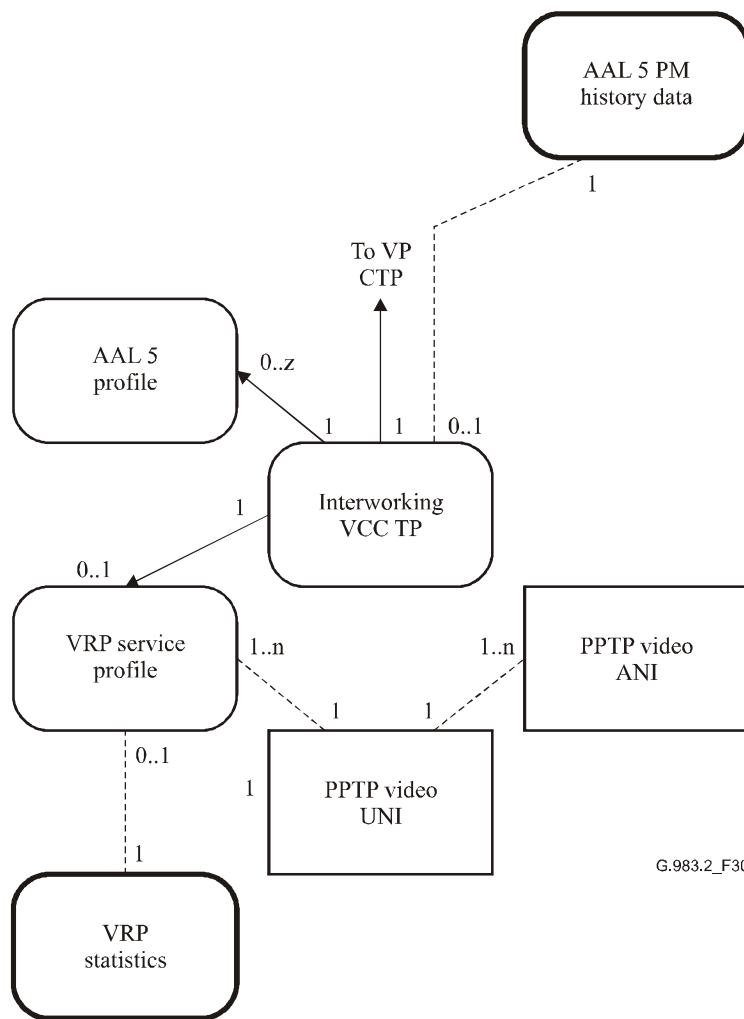 AAL 5 PM
history data
1
To VP
CTP
AAL 5
profile
0..z
1
1
0..1
Interworking
VCC TP
1
0..1
VRP service
profile
1..n
1..n
PPTP video
ANI
1
1
0..1
1
PPTP video
UNI
1
G.983.2_F30
VRP
statistics